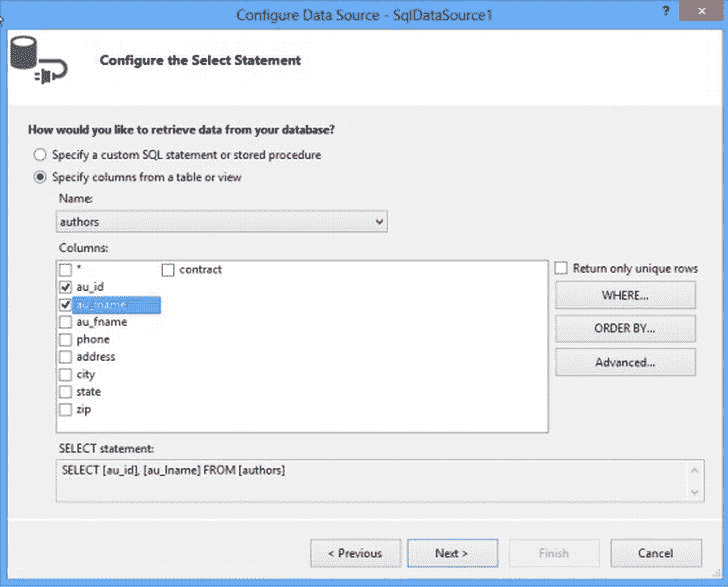 Configure Data Source - SqlDataSource1
?
Configure the Select Statement
How would you like to retrieve data from your database?
Specify a custom SQL statement or stored procedure
Specify columns from a table or view
Name:
authors
Columns:
* contract
au_id
au_lname
au_fname
phone
address
city
state
zip
Return only unique rows
WHERE...
ORDER BY...
Advanced...
SELECT statement:
SELECT [au_id], [au_lname] FROM [authors]
< Previous Next > Finish Cancel